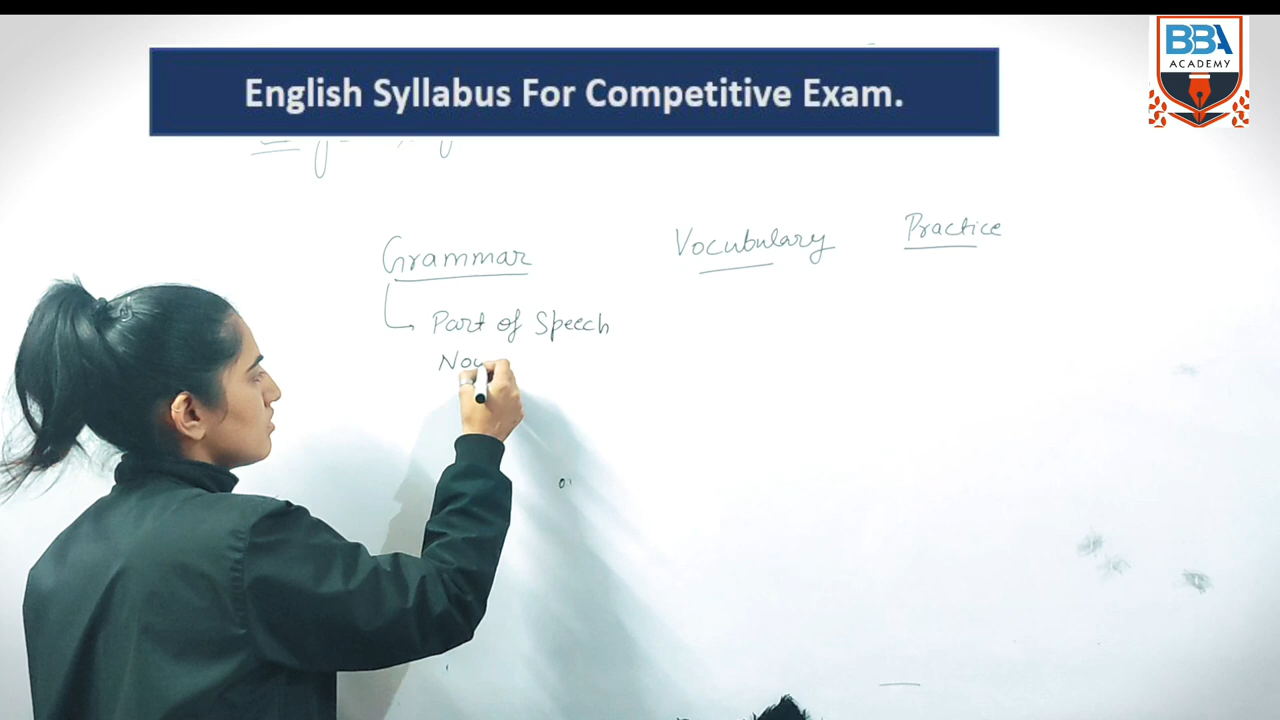 BBA
ACADEMY
English Syllabus For Competitive Exam.
Grammar
Vocubulary
Practice
Part of Speech